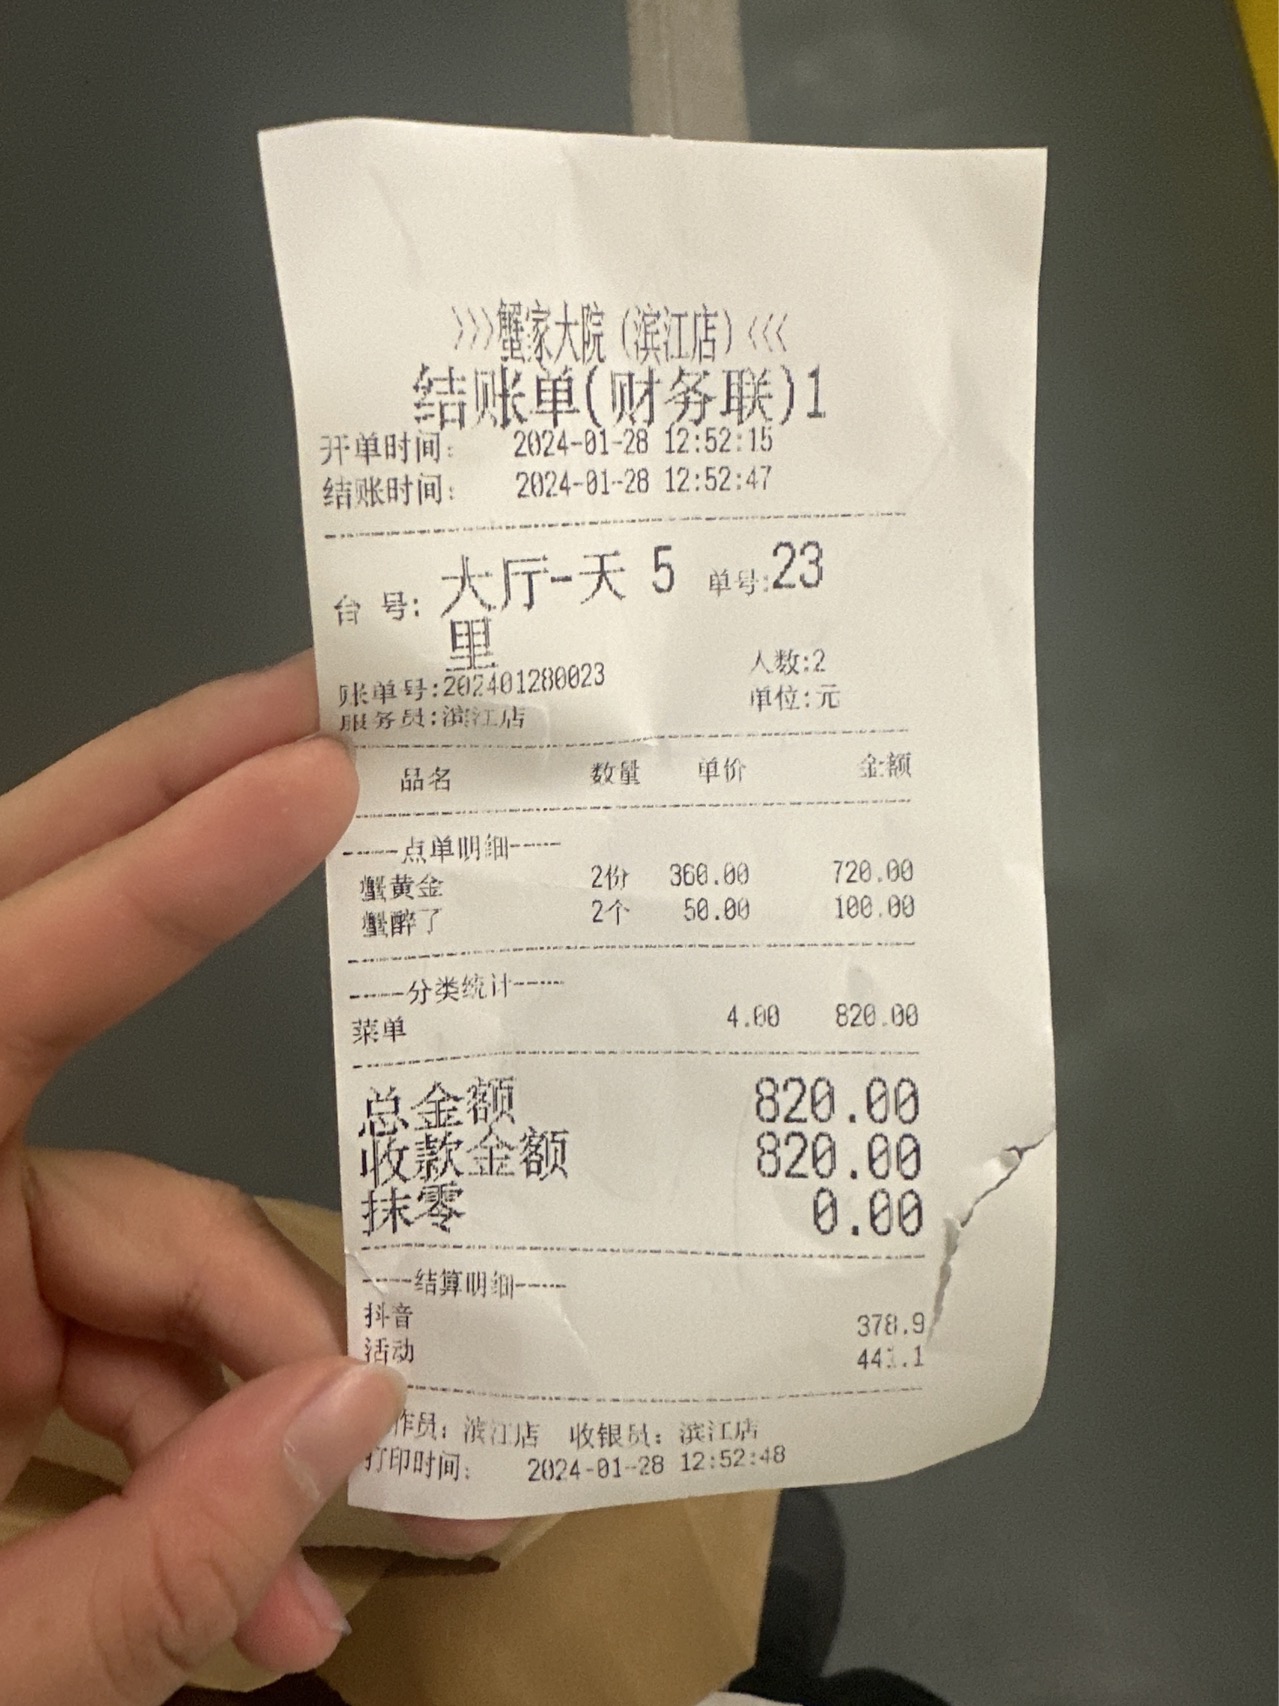 》》》蟹家大院（滨江店）《《《
结账单(财务联)1
开单时间: 2024-01-28 12:52:15
结账时间: 2024-01-28 12:52:47
台 号: 大厅-天 5 单号:23
里
账单号:202401280023 人数:2
服务员:滨江店 单位:元
品名 数量 单价 金额
-----点单明细-----
蟹黄金 2份 360.00 720.00
蟹醉了 2个 50.00 100.00
-----分类统计-----
菜单 4.00 820.00
总金额 820.00
收款金额 820.00
抹零 0.00
-----结算明细-----
抖音 378.9
活动 441.1
作员: 滨江店 收银员: 滨江店
打印时间: 2024-01-28 12:52:48